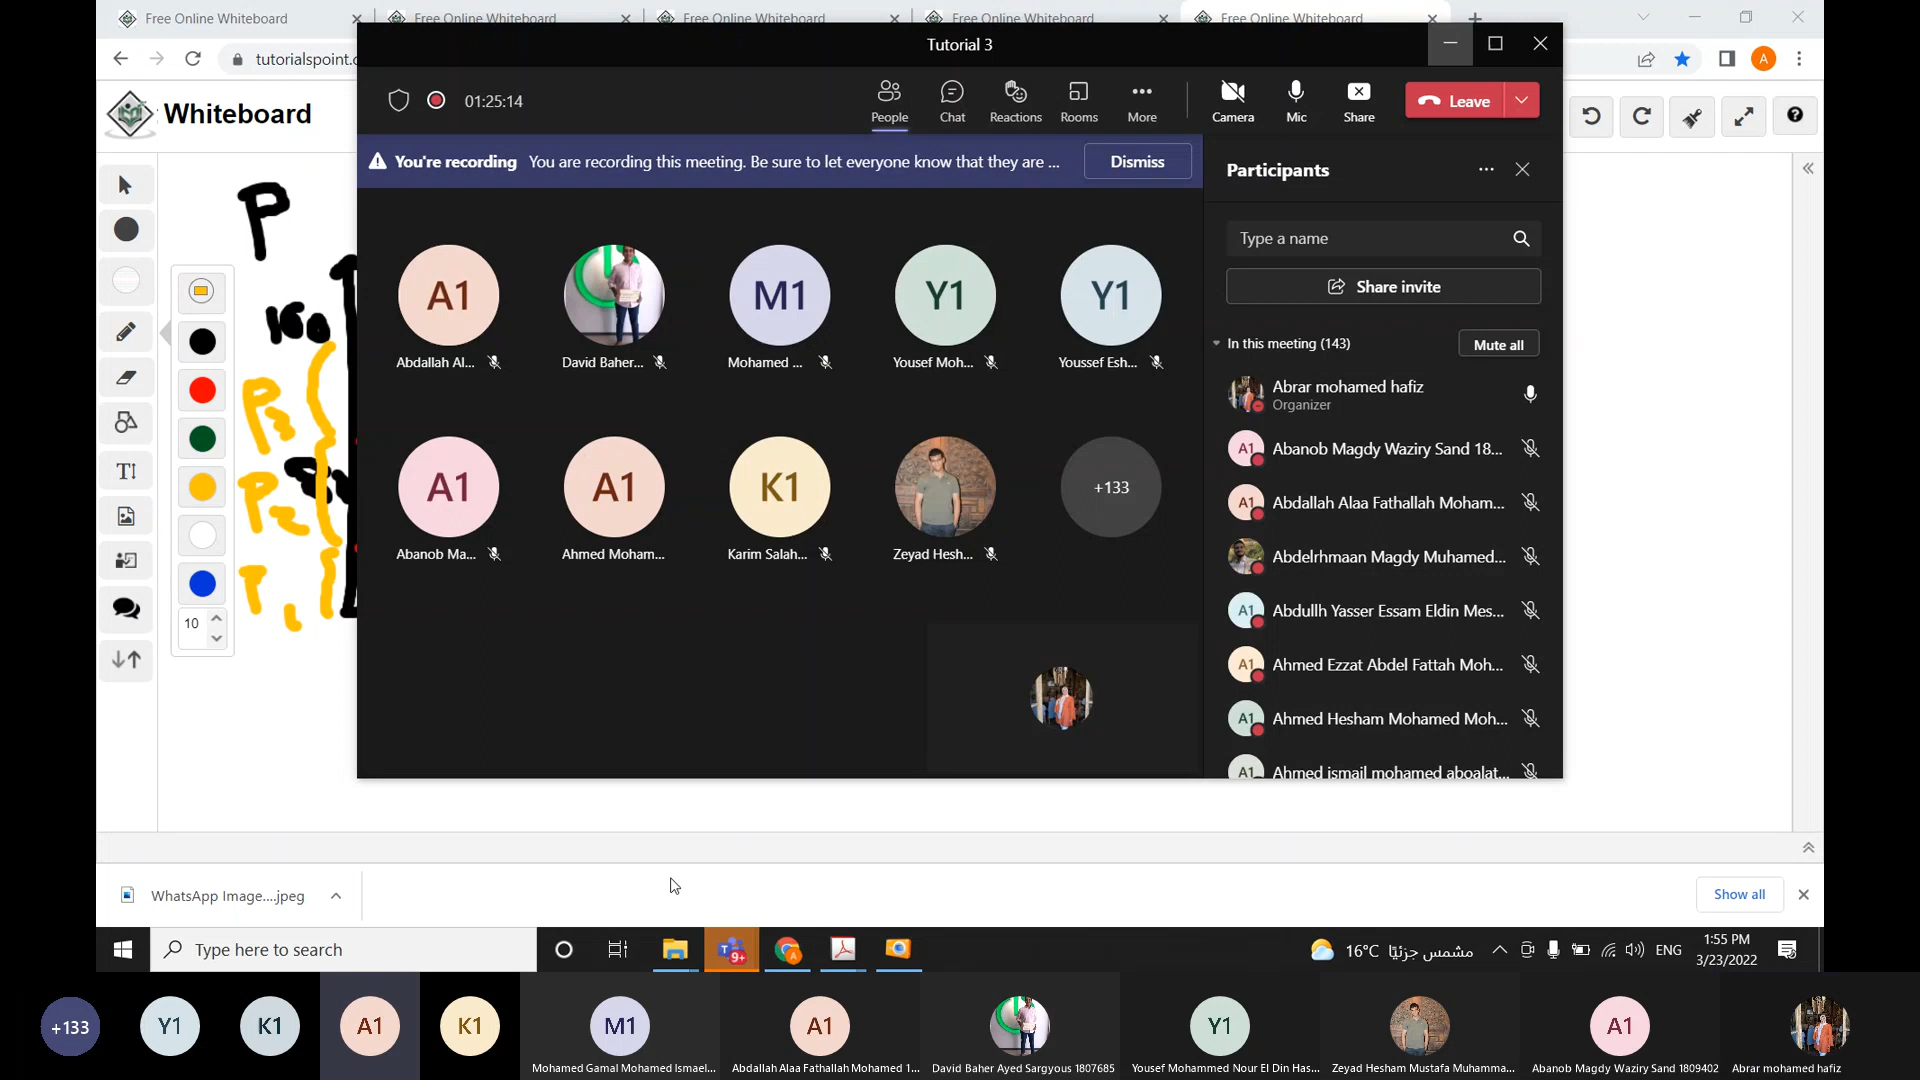 Free Online Whiteboard
Free Online Whiteboard
Free Online Whiteboard
Free Online Whiteboard
Free Online Whiteboard
Tutorial 3
tutorialspoint.c
Whiteboard
01:25:14
People
Chat
Reactions
Rooms
More
Camera
Mic
Share
Leave
You're recording You are recording this meeting. Be sure to let everyone know that they are ...
Dismiss
Participants
Type a name
Share invite
In this meeting (143)
Mute all
A1
M1
Y1
Y1
Abdallah Al...
David Baher...
Mohamed ...
Yousef Moh...
Youssef Esh...
A1
A1
K1
+133
Abanob Ma...
Ahmed Moham...
Karim Salah...
Zeyad Hesh...
Abrar mohamed hafiz
Organizer
A1 Abanob Magdy Waziry Sand 18...
A1 Abdallah Alaa Fathallah Moham...
Abdelrhmaan Magdy Muhamed...
A1 Abdullh Yasser Essam Eldin Mes...
A1 Ahmed Ezzat Abdel Fattah Moh...
A1 Ahmed Hesham Mohamed Moh...
A1 Ahmed ismail mohamed aboalat...
P
P3
P2
10
WhatsApp Image....jpeg
Show all
Type here to search
9+
16°C مشمس جزئيًا
ENG
1:55 PM
3/23/2022
+133
Y1
K1
A1
K1
M1
A1
Y1
A1
Mohamed Gamal Mohamed Ismael...
Abdallah Alaa Fathallah Mohamed 1...
David Baher Ayed Sargyous 1807685
Yousef Mohammed Nour El Din Has...
Zeyad Hesham Mustafa Muhamma...
Abanob Magdy Waziry Sand 1809402
Abrar mohamed hafiz